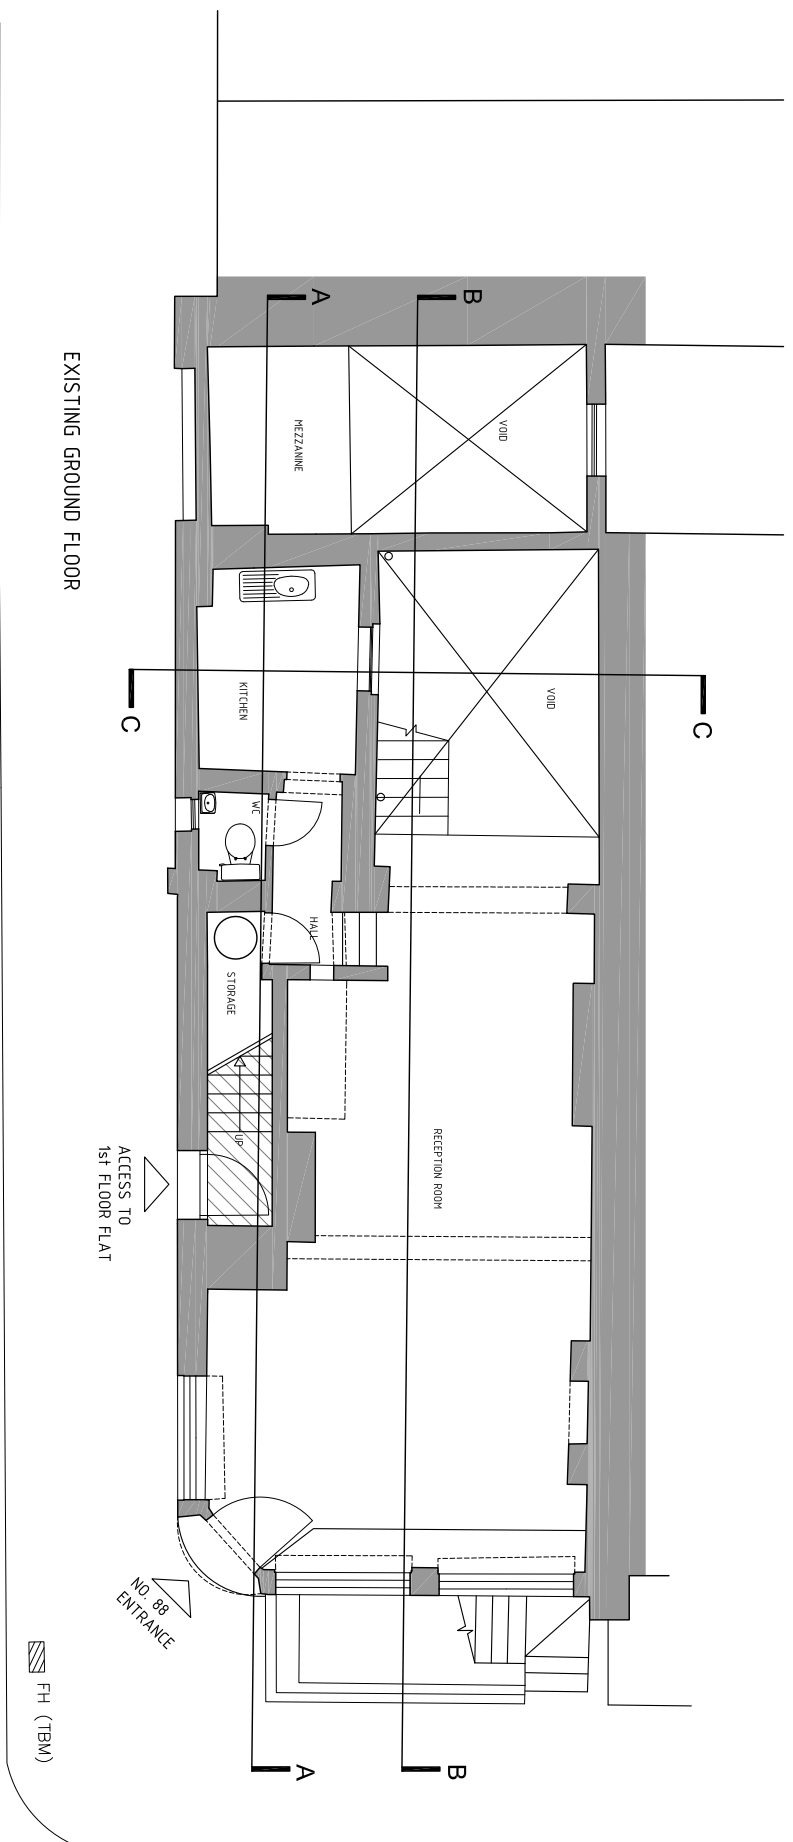 EXISTING GROUND FLOOR
A
B
MEZZANINE
VOID
KITCHEN
VOID
C
C
WC
HALL
STORAGE
UP
RECEPTION ROOM
ACCESS TO
1st FLOOR FLAT
NO. 88
ENTRANCE
FH (TBM)
A
B